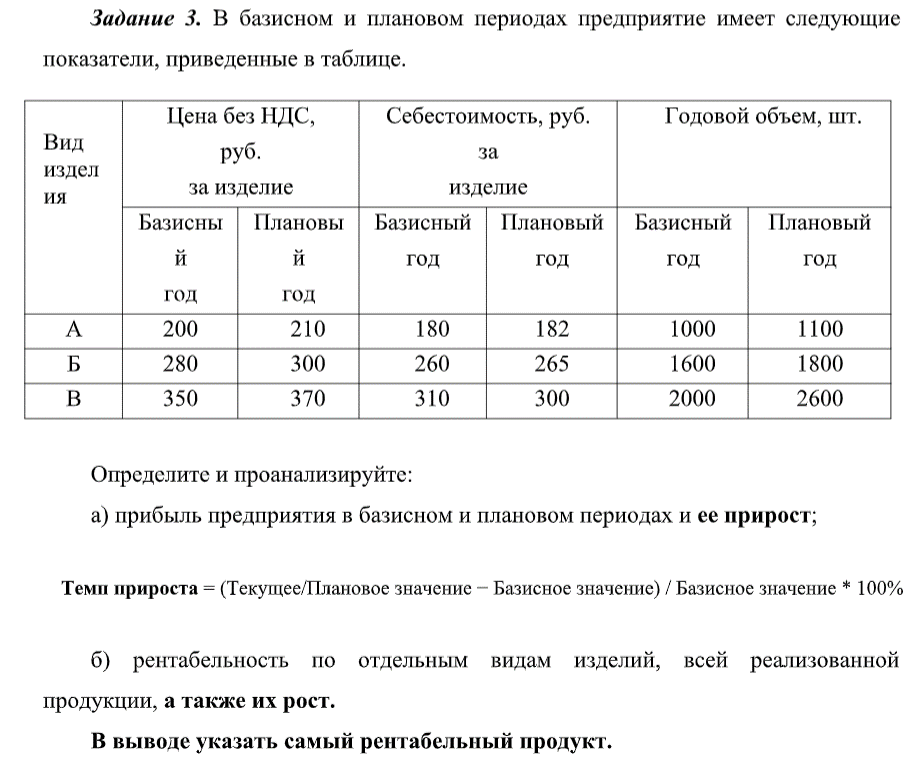 Задание 3. В базисном и плановом периодах предприятие имеет следующие
показатели, приведенные в таблице.
Вид
издел
ия
Цена без НДС,
руб.
за изделие
Себестоимость, руб.
за
изделие
Годовой объем, шт.
Базисны
й
год
Плановы
й
год
Базисный
год
Плановый
год
Базисный
год
Плановый
год
А 200 210 180 182 1000 1100
Б 280 300 260 265 1600 1800
В 350 370 310 300 2000 2600
Определите и проанализируйте:
а) прибыль предприятия в базисном и плановом периодах и ее прирост;
Темп прироста = (Текущее/Плановое значение − Базисное значение) / Базисное значение * 100%
б) рентабельность по отдельным видам изделий, всей реализованной
продукции, а также их рост.
В выводе указать самый рентабельный продукт.